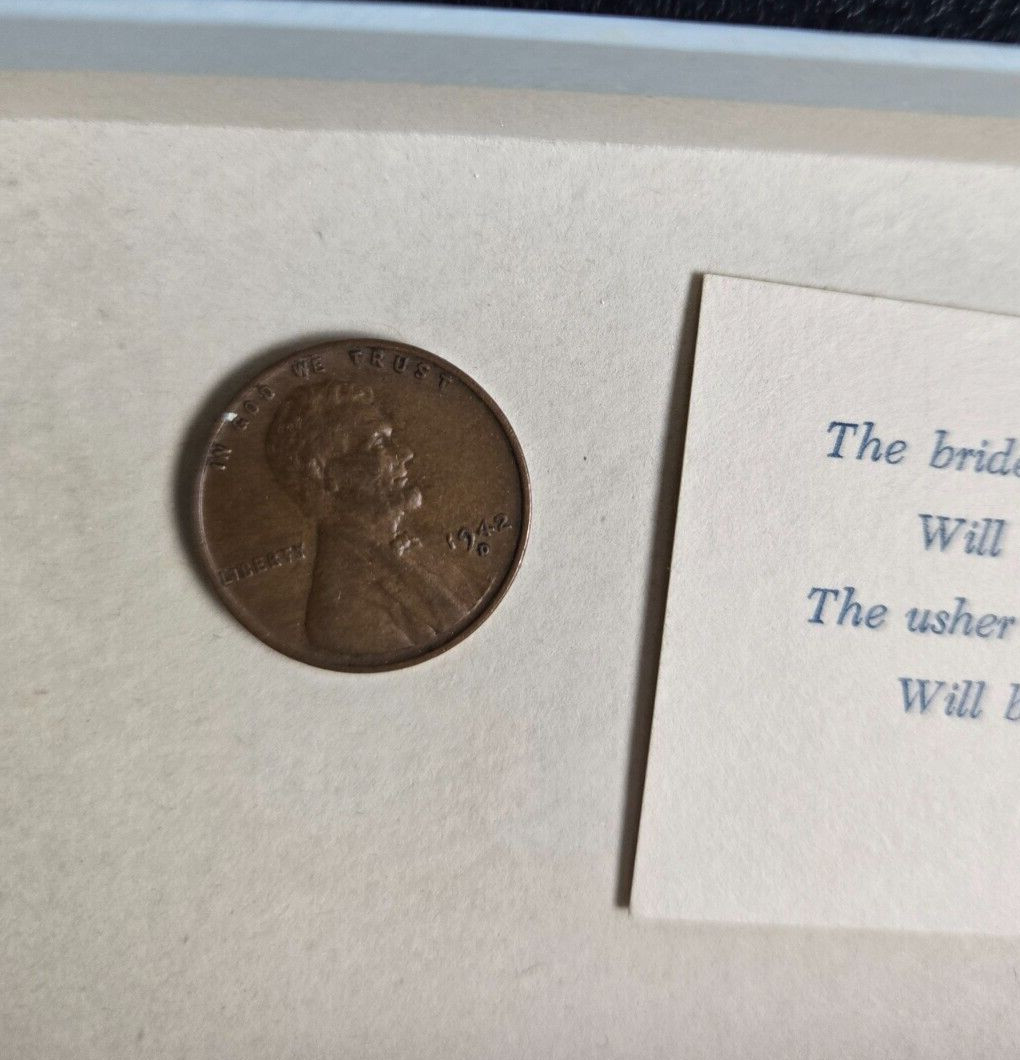 IN GOD WE TRUST
LIBERTY
1942
D
The bride
Will
The usher
Will